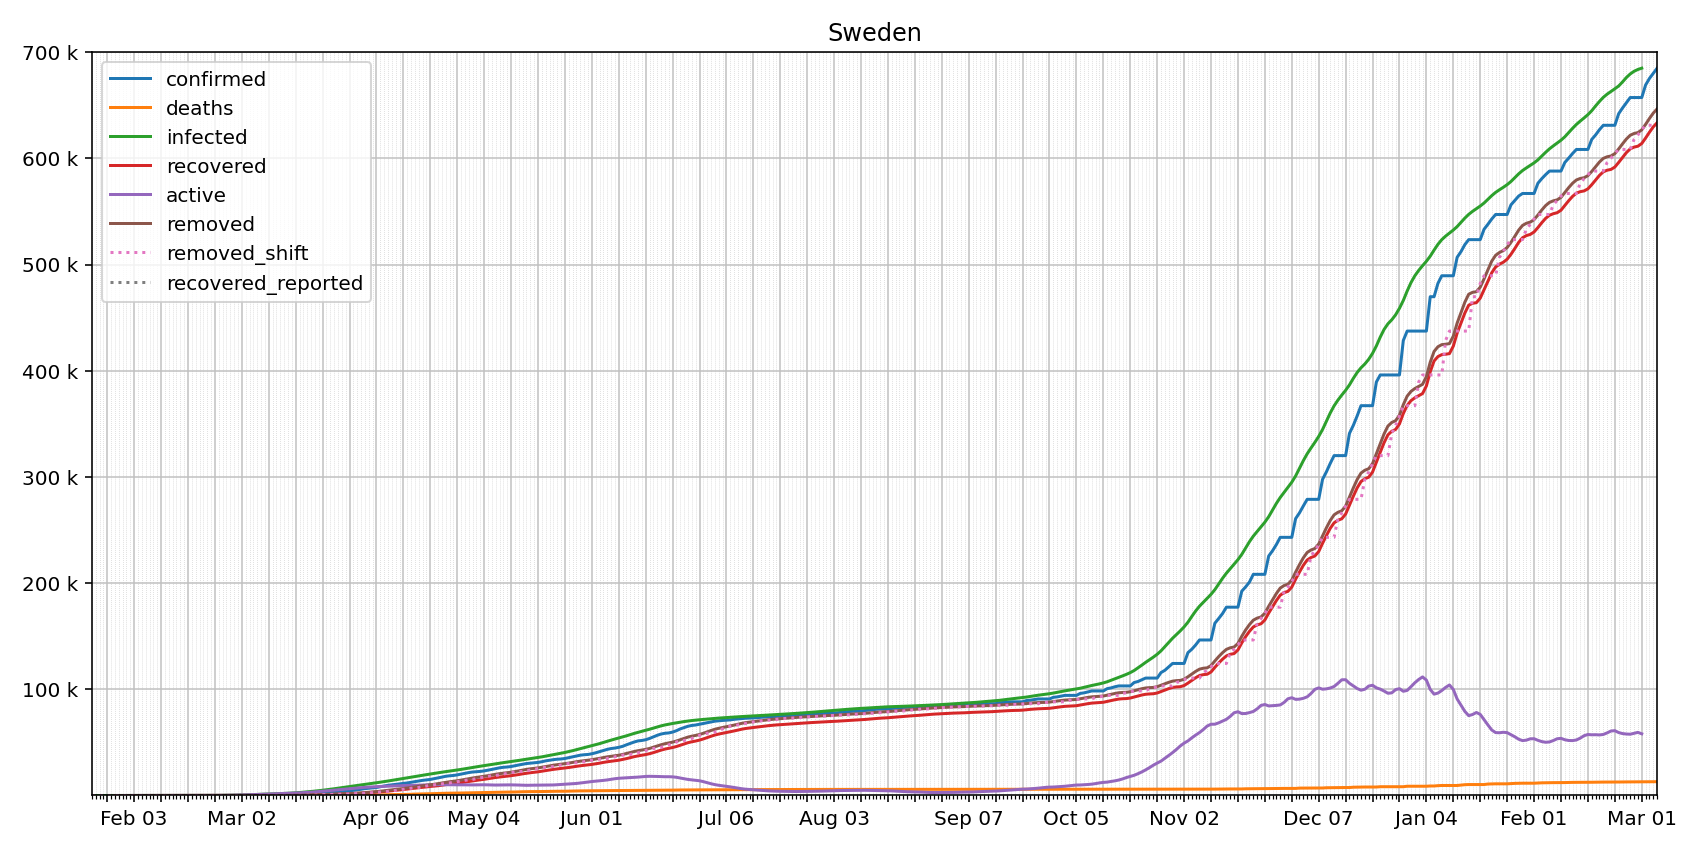 Sweden
700 k
600 k
500 k
400 k
300 k
200 k
100 k
confirmed
deaths
infected
recovered
active
removed
removed_shift
recovered_reported
Feb 03 Mar 02 Apr 06 May 04 Jun 01 Jul 06 Aug 03 Sep 07 Oct 05 Nov 02 Dec 07 Jan 04 Feb 01 Mar 01